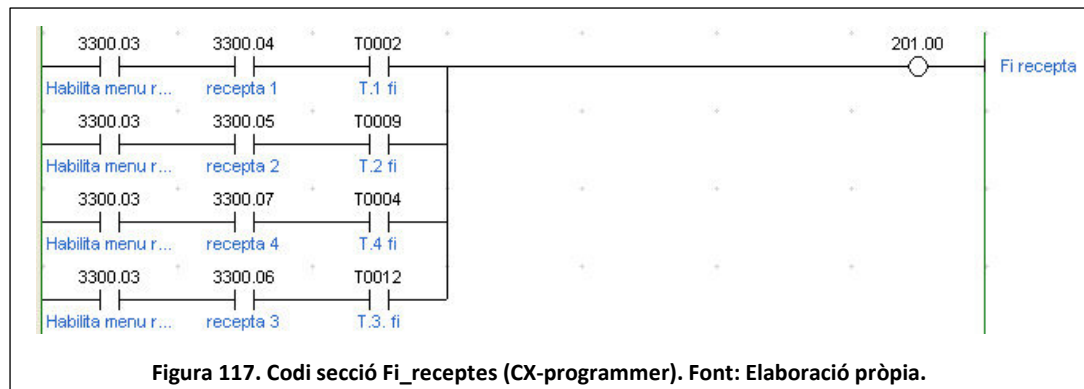 3300.03 3300.04 T0002 201.00
Habilita menu r... recepta 1 T.1 fi Fi recepta
3300.03 3300.05 T0009
Habilita menu r... recepta 2 T.2 fi
3300.03 3300.07 T0004
Habilita menu r... recepta 4 T.4 fi
3300.03 3300.06 T0012
Habilita menu r... recepta 3 T.3. fi
Figura 117. Codi secció Fi_receptes (CX-programmer). Font: Elaboració pròpia.